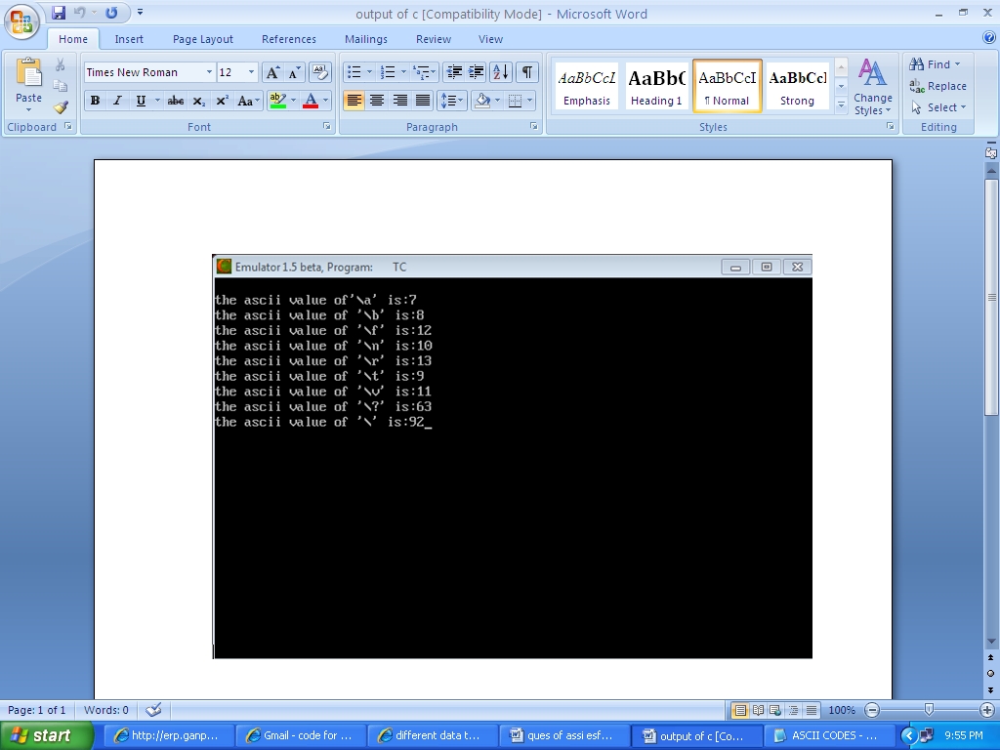 output of c [Compatibility Mode] - Microsoft Word
Home Insert Page Layout References Mailings Review View
Times New Roman 12
Paste
B I U abc x₂ x² Aa ab A
AaBbCcI AaBbC AaBbCcI AaBbCc
Emphasis Heading 1 ¶ Normal Strong
Change Styles
Find
Replace
Select
Clipboard Font Paragraph Styles Editing
Emulator 1.5 beta, Program: TC
the ascii value of'\a' is:7
the ascii value of '\b' is:8
the ascii value of '\f' is:12
the ascii value of '\n' is:10
the ascii value of '\r' is:13
the ascii value of '\t' is:9
the ascii value of '\v' is:11
the ascii value of '\?' is:63
the ascii value of '\' is:92_
Page: 1 of 1 Words: 0 100%
start http://erp.ganp... Gmail - code for ... different data t... ques of assi esf... output of c [Co... ASCII CODES - ... 9:55 PM